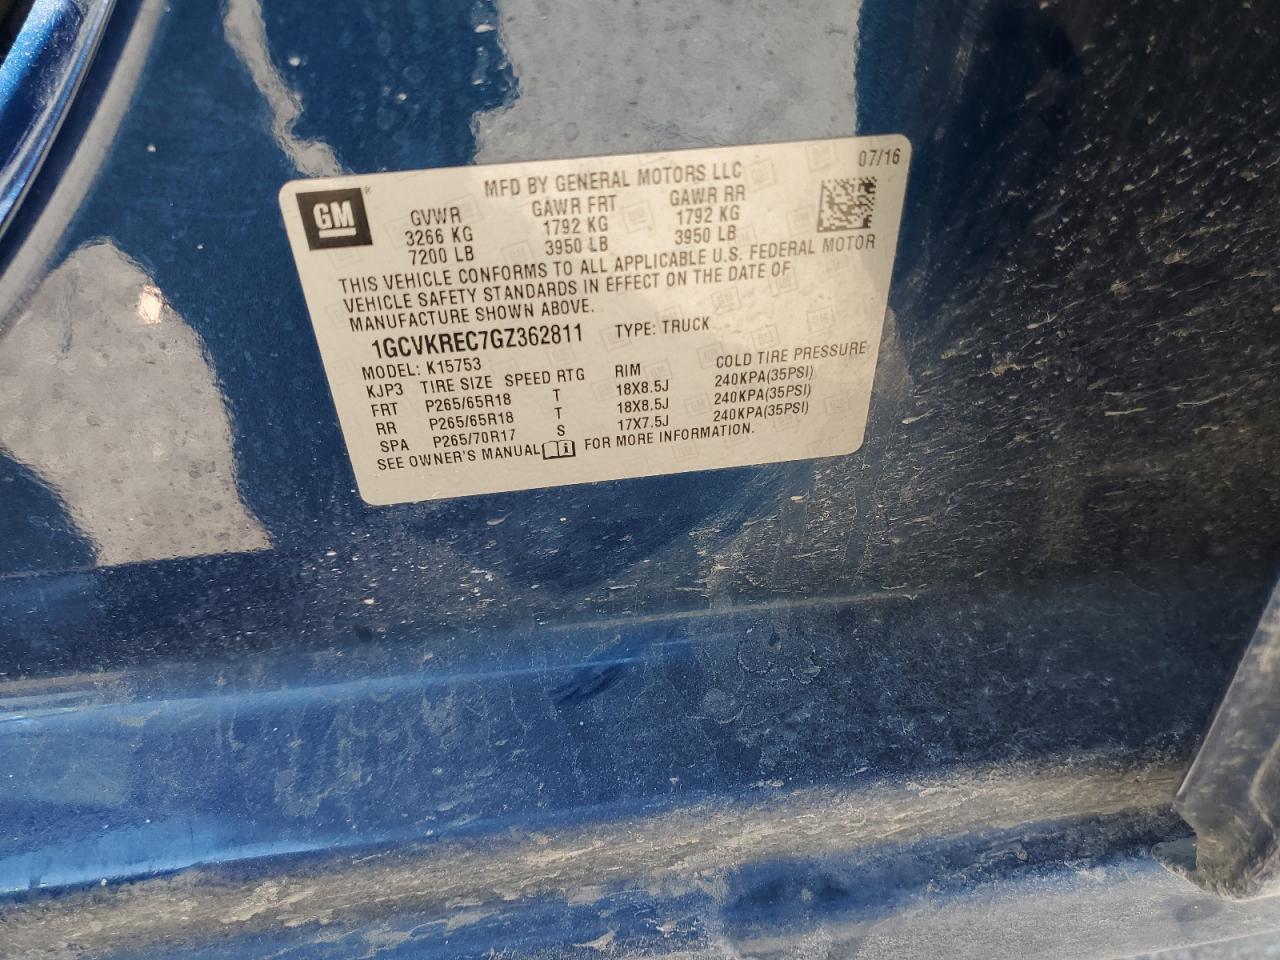 07/16
GM ®
MFD BY GENERAL MOTORS LLC
GVWR GAWR FRT GAWR RR
3266 KG 1792 KG 1792 KG
7200 LB 3950 LB 3950 LB
THIS VEHICLE CONFORMS TO ALL APPLICABLE U.S. FEDERAL MOTOR
VEHICLE SAFETY STANDARDS IN EFFECT ON THE DATE OF
MANUFACTURE SHOWN ABOVE.
1GCVKREC7GZ362811 TYPE: TRUCK
MODEL: K15753
KJP3 TIRE SIZE SPEED RTG RIM COLD TIRE PRESSURE
FRT P265/65R18 T 18X8.5J 240KPA(35PSI)
RR P265/65R18 T 18X8.5J 240KPA(35PSI)
SPA P265/70R17 S 17X7.5J 240KPA(35PSI)
SEE OWNER'S MANUAL i FOR MORE INFORMATION.